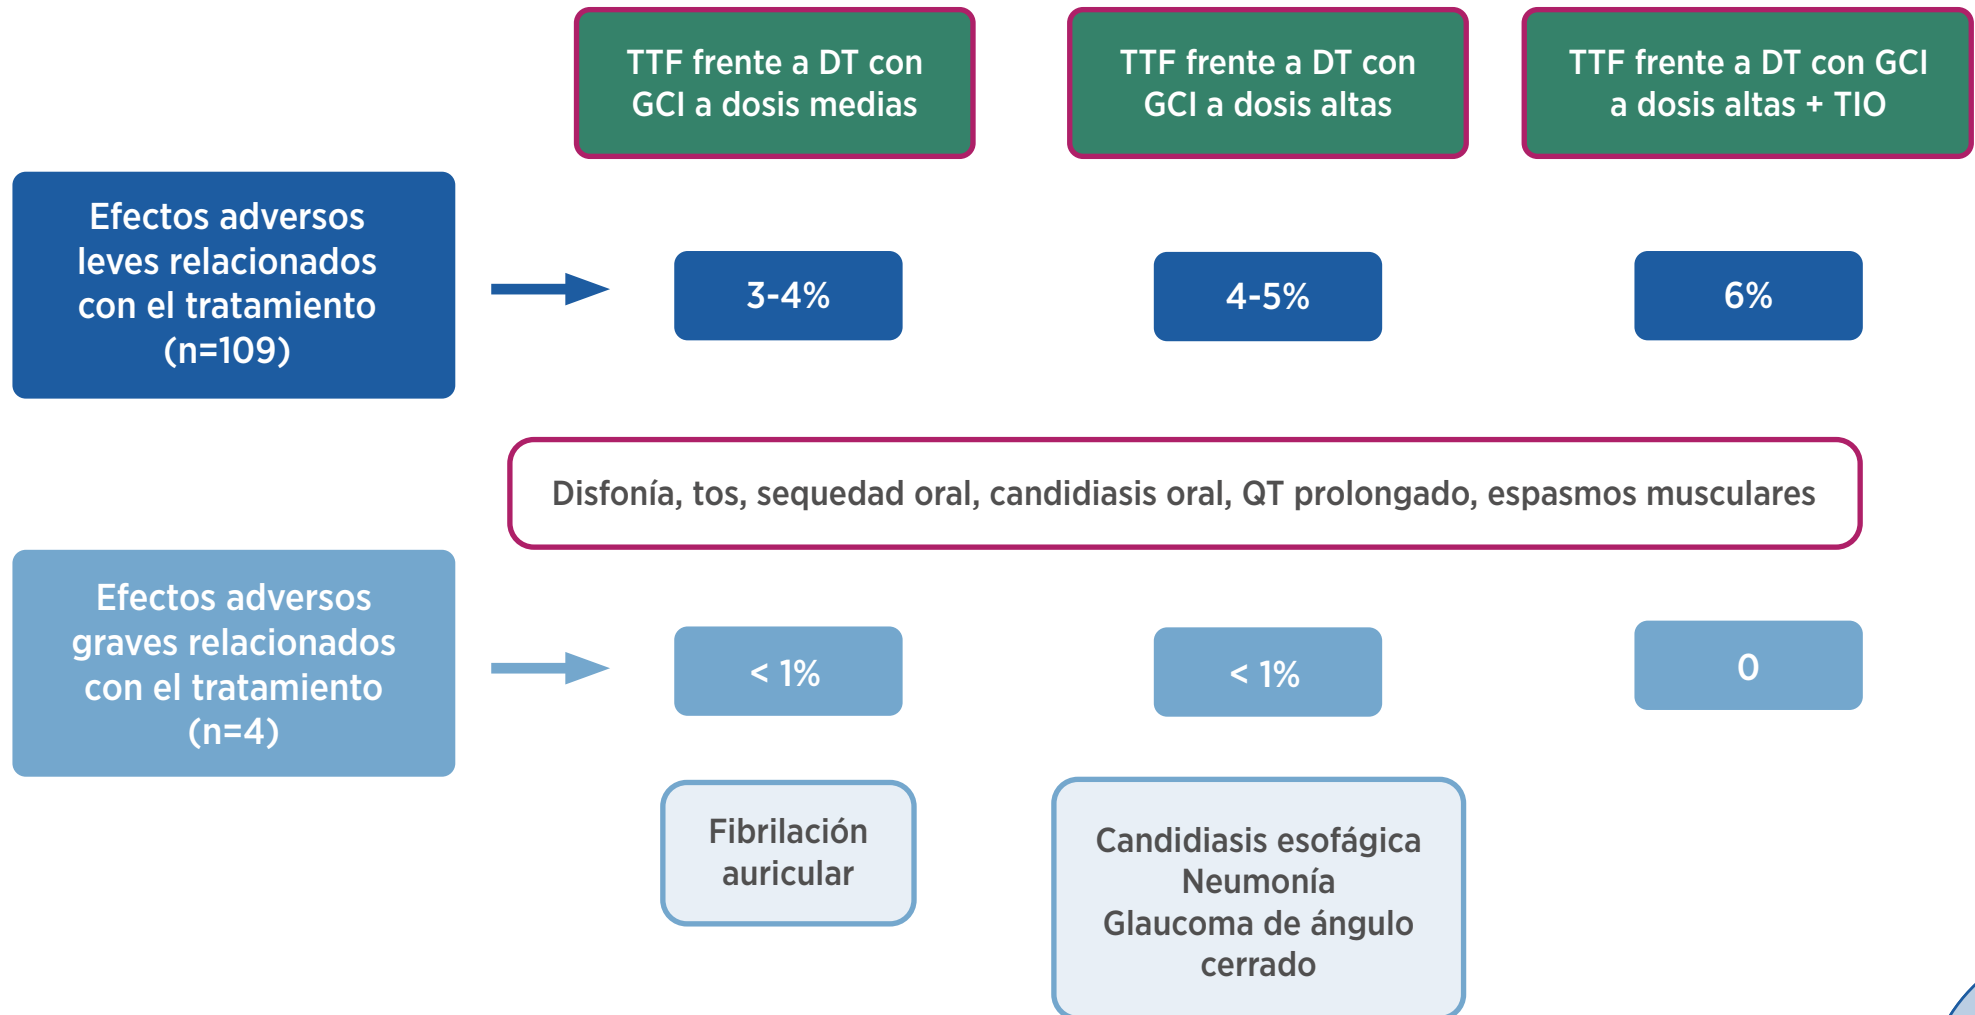 TTF frente a DT con
GCI a dosis medias
TTF frente a DT con
GCI a dosis altas
TTF frente a DT con GCI
a dosis altas + TIO
Efectos adversos
leves relacionados
con el tratamiento
(n=109)
3-4%
4-5%
6%
Disfonía, tos, sequedad oral, candidiasis oral, QT prolongado, espasmos musculares
Efectos adversos
graves relacionados
con el tratamiento
(n=4)
< 1%
< 1%
0
Fibrilación
auricular
Candidiasis esofágica
Neumonía
Glaucoma de ángulo
cerrado